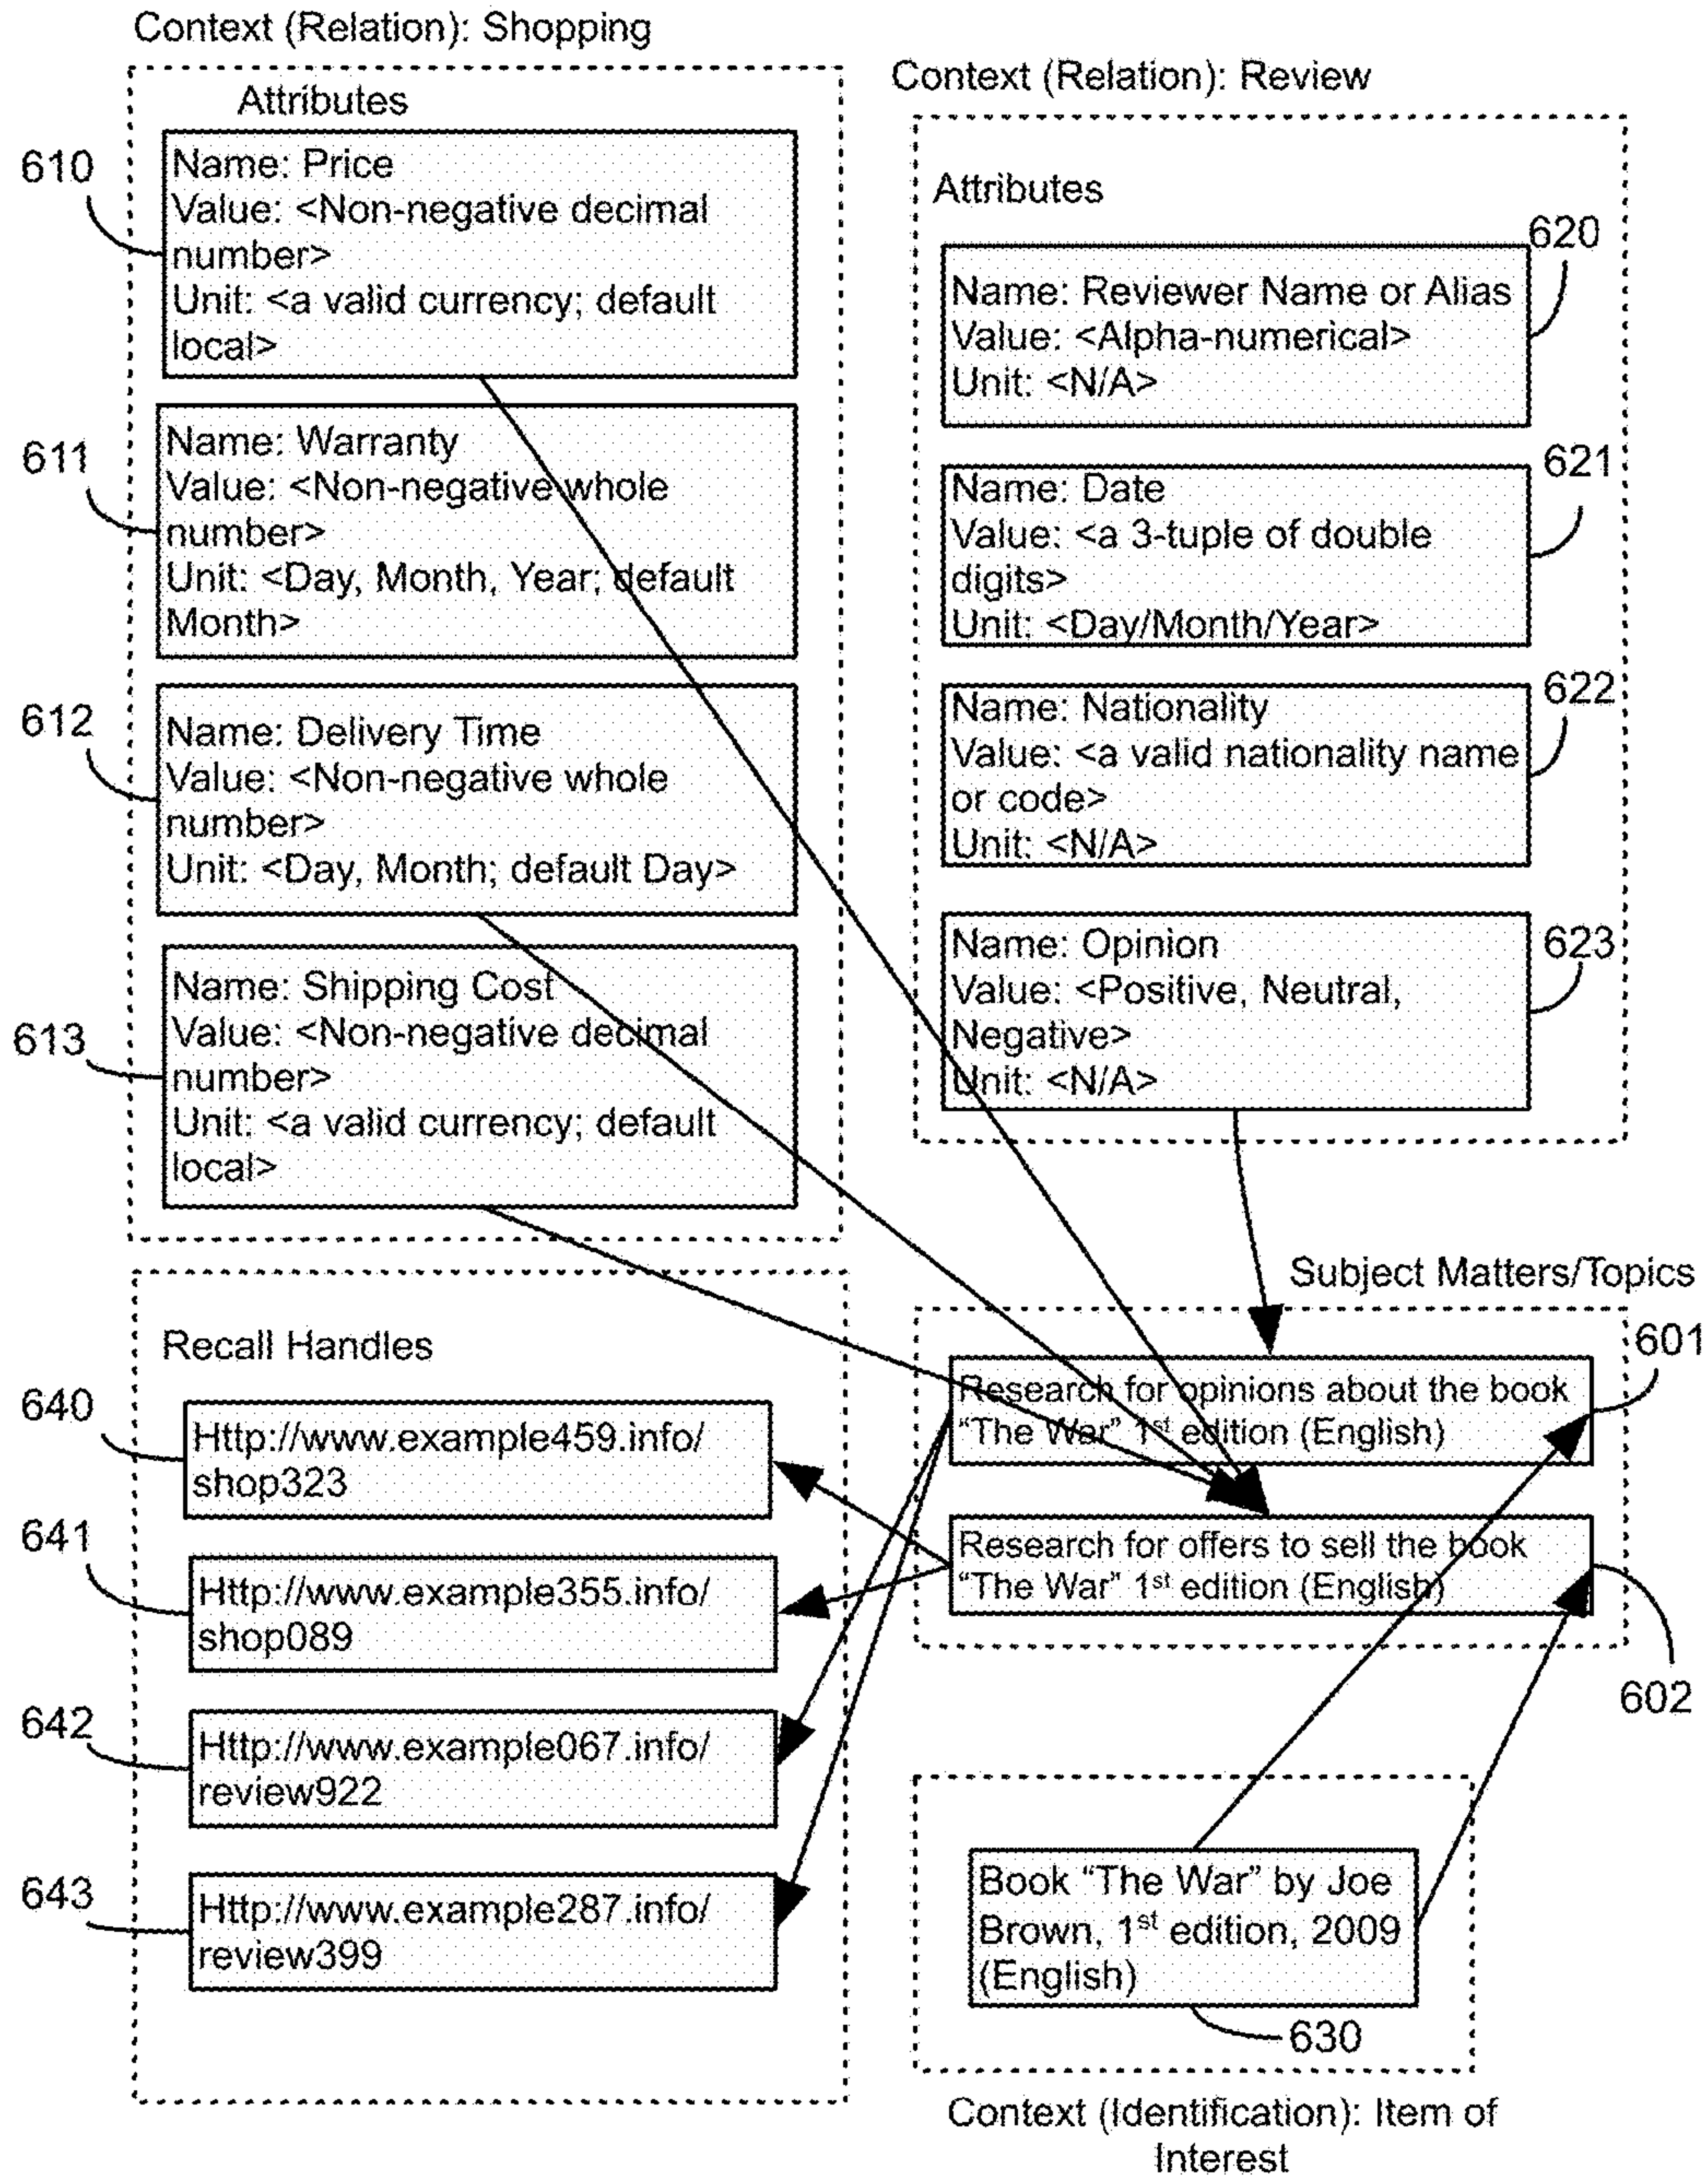 Context (Relation): Shopping
Attributes
610
Name: Price
Value: <Non-negative decimal
number>
Unit: <a valid currency; default
local>
611
Name: Warranty
Value: <Non-negative whole
number>
Unit: <Day, Month, Year; default
Month>
612
Name: Delivery Time
Value: <Non-negative whole
number>
Unit: <Day, Month; default Day>
613
Name: Shipping Cost
Value: <Non-negative decimal
number>
Unit: <a valid currency; default
local>
Context (Relation): Review
Attributes
620
Name: Reviewer Name or Alias
Value: <Alpha-numerical>
Unit: <N/A>
621
Name: Date
Value: <a 3-tuple of double
digits>
Unit: <Day/Month/Year>
622
Name: Nationality
Value: <a valid nationality name
or code>
Unit: <N/A>
623
Name: Opinion
Value: <Positive, Neutral,
Negative>
Unit: <N/A>
Recall Handles
640
Http://www.example459.info/
shop323
641
Http://www.example355.info/
shop089
642
Http://www.example067.info/
review922
643
Http://www.example287.info/
review399
Subject Matters/Topics
601
Research for opinions about the book
“The War” 1st edition (English)
Research for offers to sell the book
“The War” 1st edition (English)
602
Book “The War” by Joe
Brown, 1st edition, 2009
(English)
630
Context (Identification): Item of
Interest